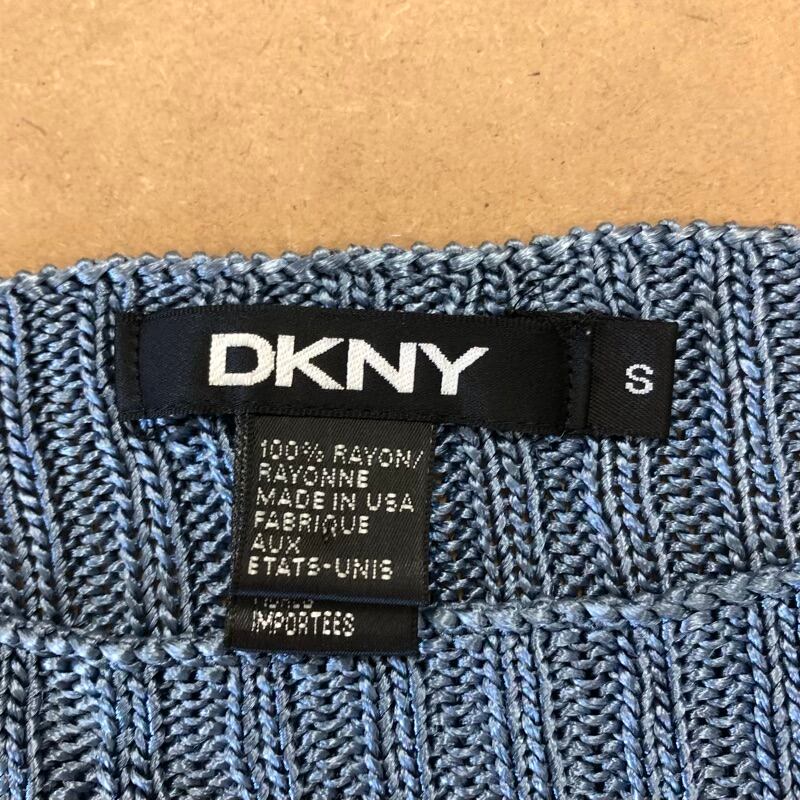 DKNY
S
100% RAYON/
RAYONNE
MADE IN USA
FABRIQUE
AUX
ETATS-UNIS
IMPORTEES